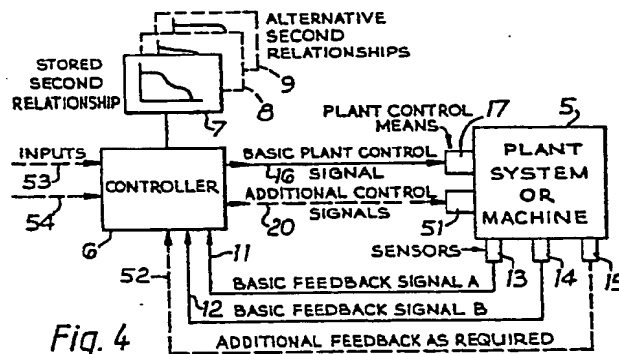 ALTERNATIVE
SECOND
RELATIONSHIPS
STORED
SECOND
RELATIONSHIP
9
8
7
PLANT CONTROL
MEANS
17
5
INPUTS
53
54
CONTROLLER
6
BASIC PLANT CONTROL
16 SIGNAL
ADDITIONAL CONTROL
20 SIGNALS
51
PLANT
SYSTEM
OR
MACHINE
SENSORS
13
14
15
11
52
12
BASIC FEEDBACK SIGNAL A
BASIC FEEDBACK SIGNAL B
ADDITIONAL FEEDBACK AS REQUIRED
Fig. 4